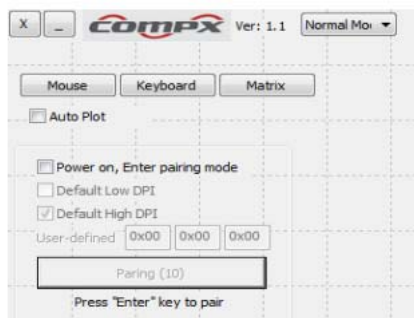 X _ compx Ver: 1.1 Normal Mo
Mouse Keyboard Matrix
Auto Plot
Power on, Enter pairing mode
Default Low DPI
Default High DPI
User-defined 0x00 0x00 0x00
Paring (10)
Press "Enter" key to pair